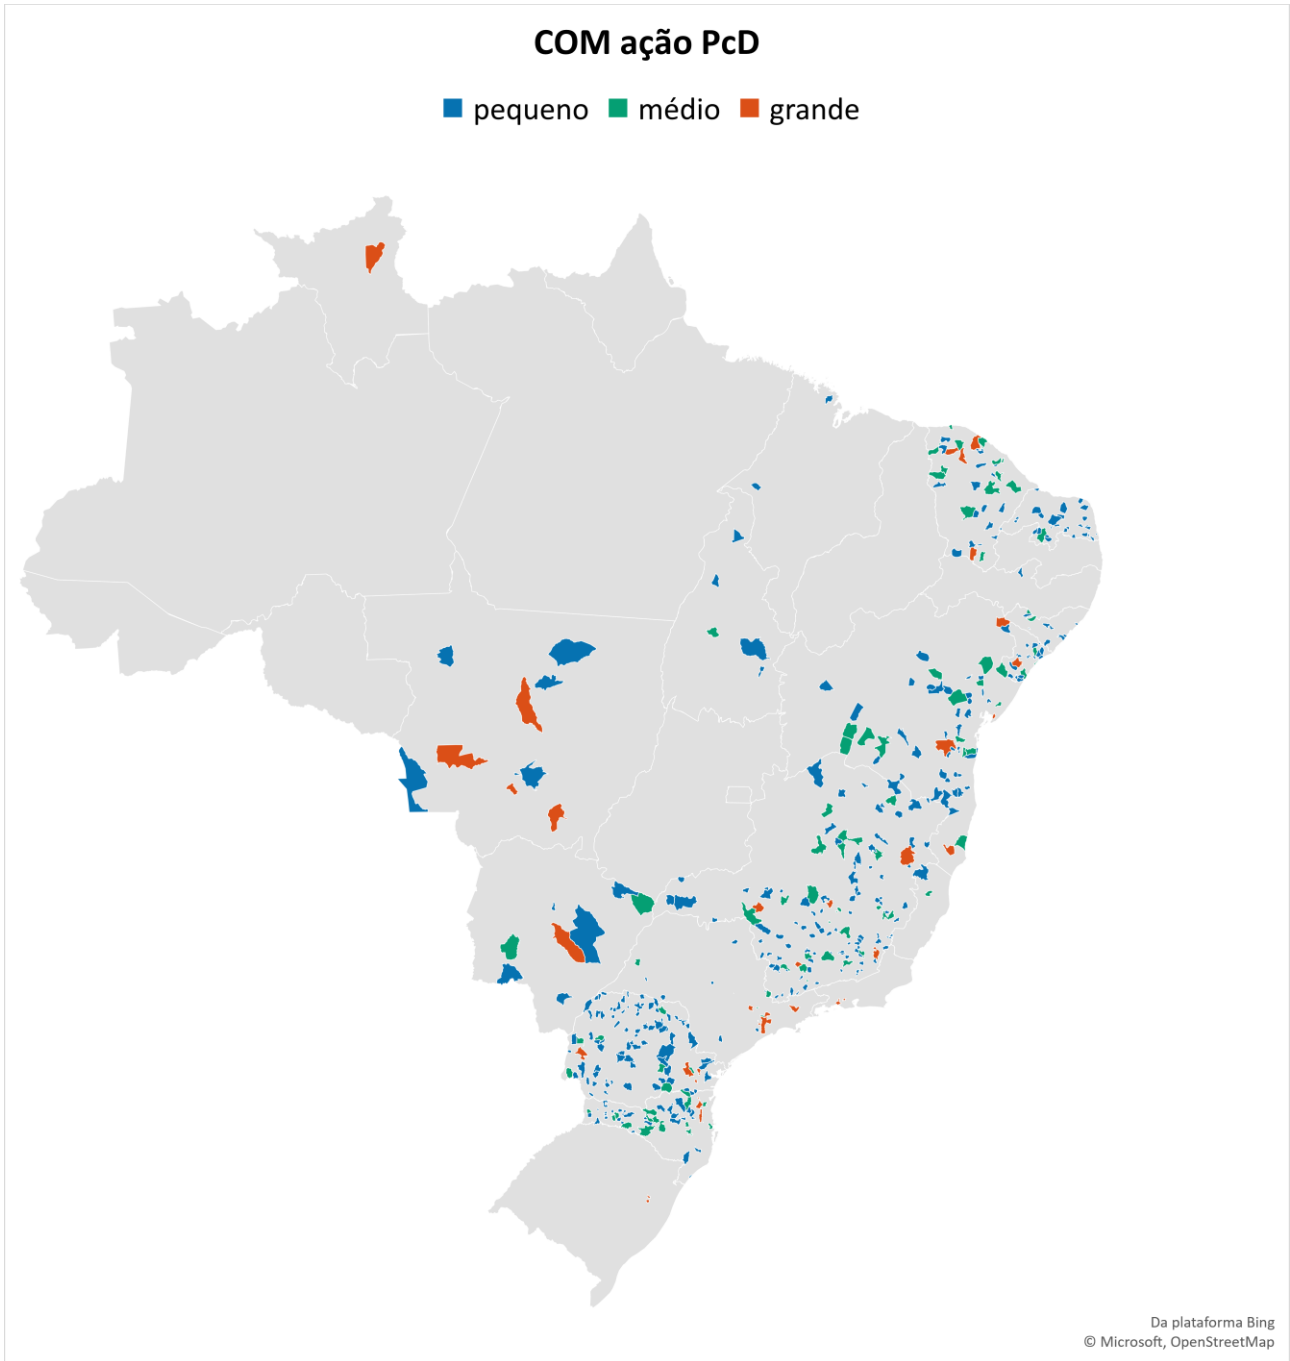 COM ação PcD
pequeno médio grande
Da plataforma Bing
© Microsoft, OpenStreetMap